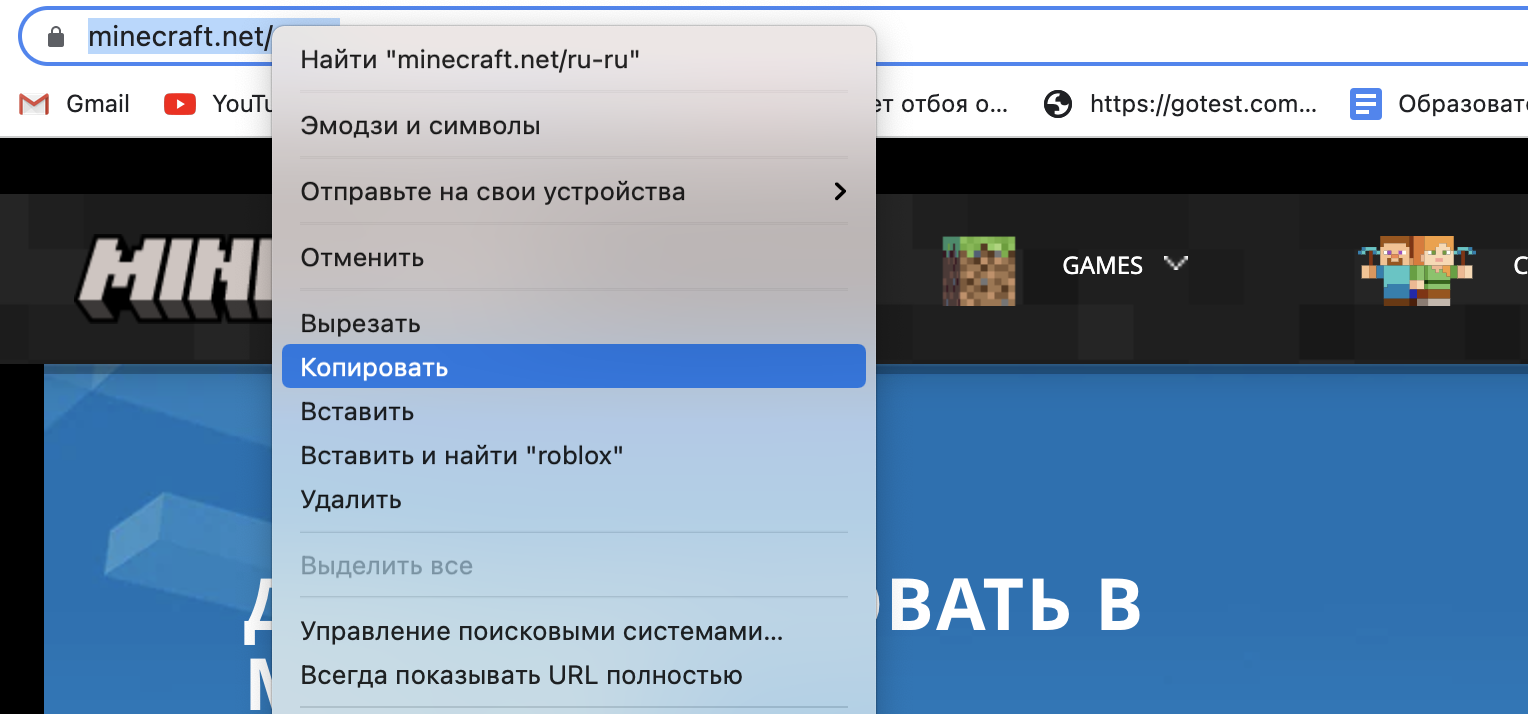 minecraft.net/
Gmail
YouTu
ет отбоя о...
https://gotest.com...
Образоват
Найти "minecraft.net/ru-ru"
Эмодзи и символы
Отправьте на свои устройства
Отменить
Вырезать
Копировать
Вставить
Вставить и найти "roblox"
Удалить
Выделить все
Управление поисковыми системами...
Всегда показывать URL полностью
MINE
GAMES
C
ОВАТЬ В